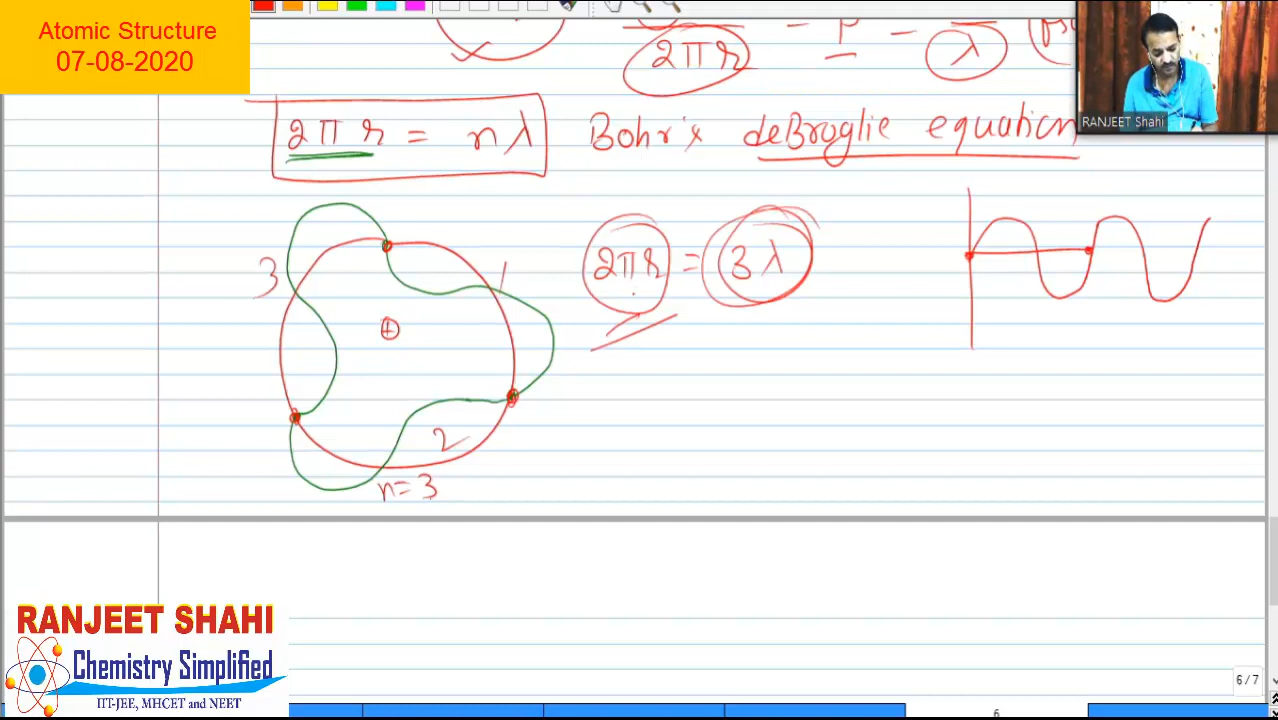 Atomic Structure
07-08-2020
2πr = P = λ
RANJEET Shahi
2πr = nλ Bohr's deBroglie equation
3 1 2πr = 3λ
+
2
n=3
RANJEET SHAHI
Chemistry Simplified
IIT-JEE, MHCET and NEET
6/7
6